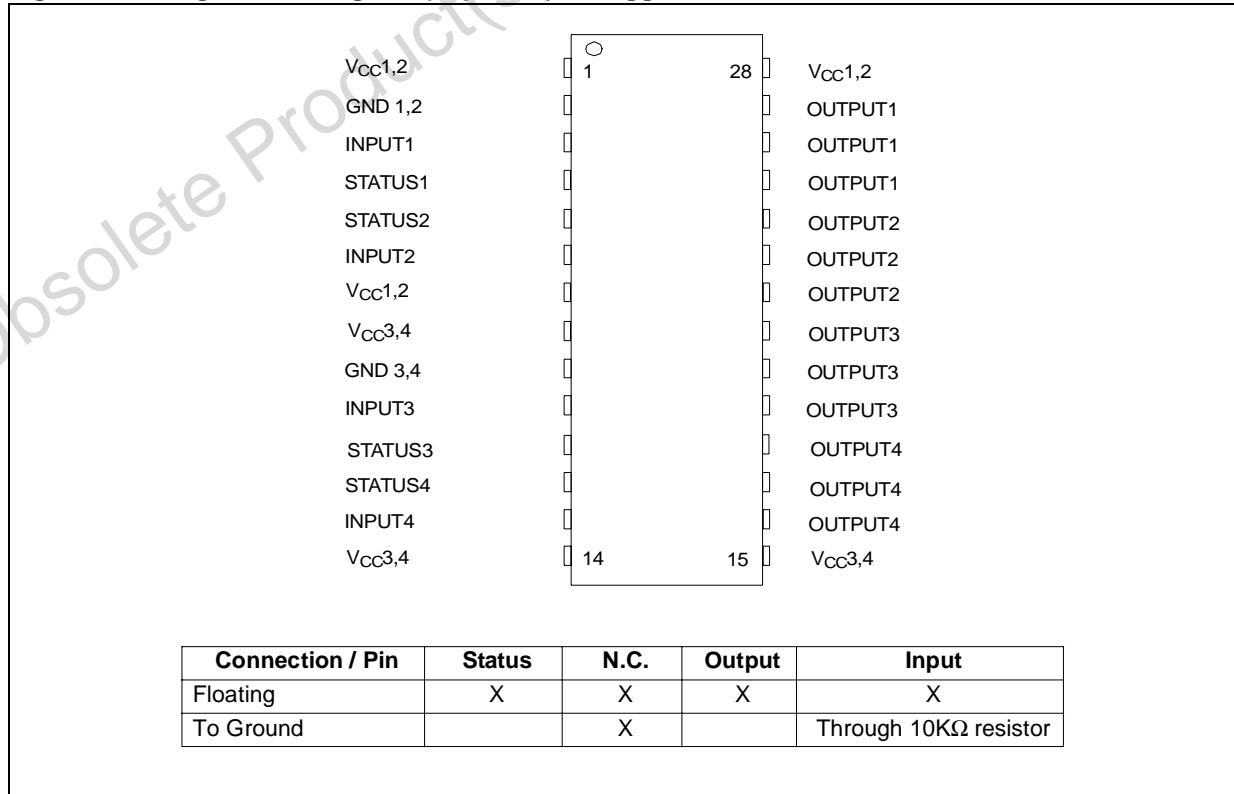 VCC1,2 1 28 VCC1,2
GND 1,2 OUTPUT1
INPUT1 OUTPUT1
STATUS1 OUTPUT1
STATUS2 OUTPUT2
INPUT2 OUTPUT2
VCC1,2 OUTPUT2
VCC3,4 OUTPUT3
GND 3,4 OUTPUT3
INPUT3 OUTPUT3
STATUS3 OUTPUT4
STATUS4 OUTPUT4
INPUT4 OUTPUT4
VCC3,4 14 15 VCC3,4
Connection / Pin Status N.C. Output Input
Floating X X X X
To Ground X Through 10KΩ resistor
Obsolete Product(